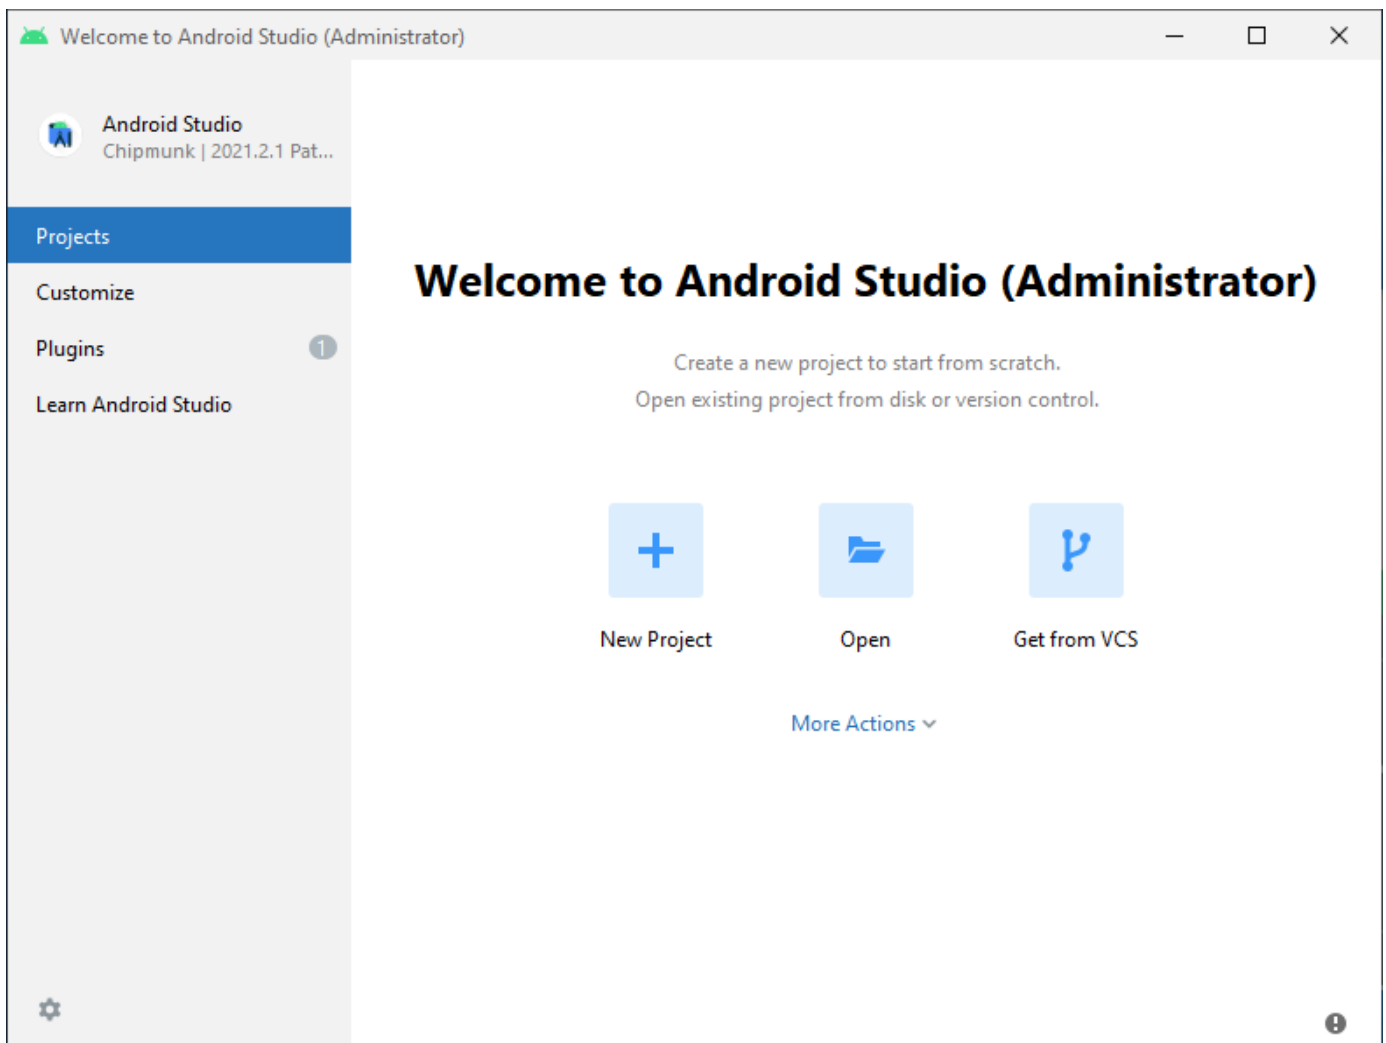 Welcome to Android Studio (Administrator)
Android Studio
Chipmunk | 2021.2.1 Pat...
Projects
Customize
Plugins
1
Learn Android Studio
Welcome to Android Studio (Administrator)
Create a new project to start from scratch.
Open existing project from disk or version control.
New Project
Open
Get from VCS
More Actions